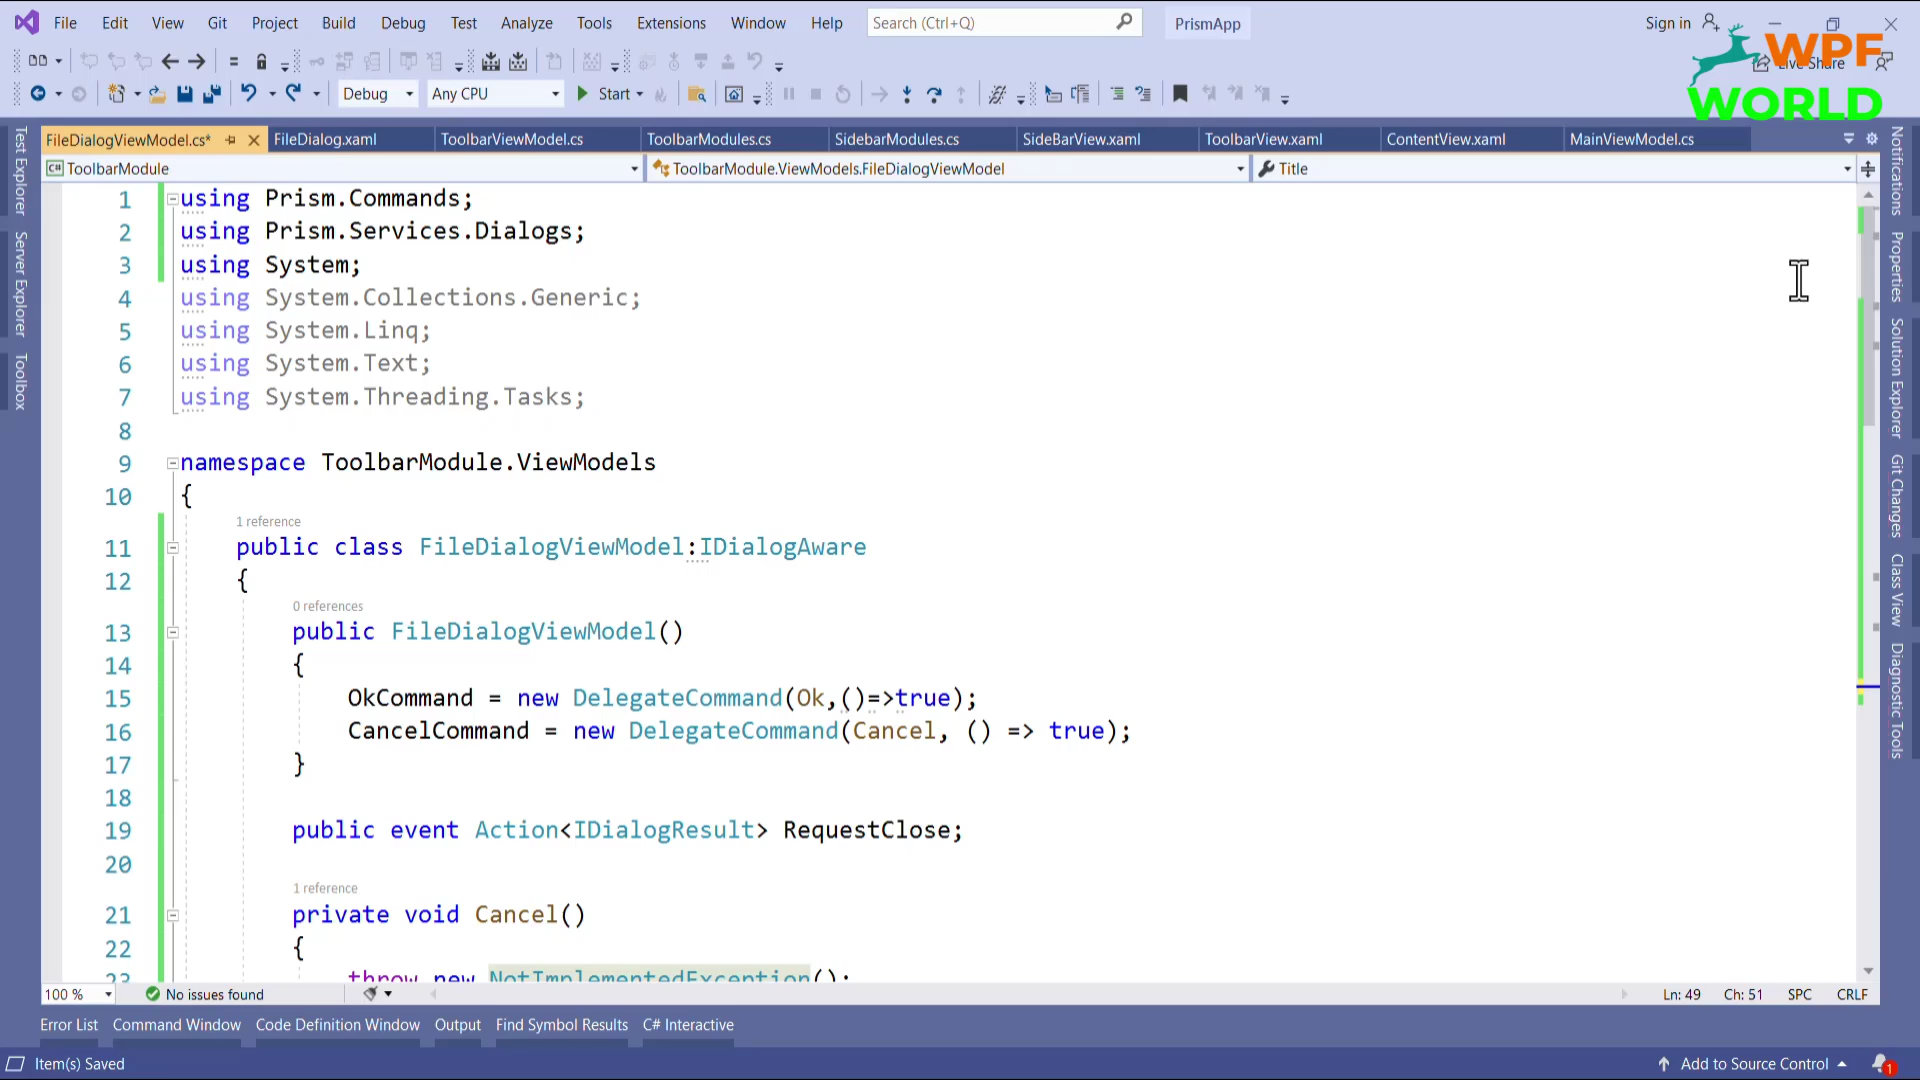 File Edit View Git Project Build Debug Test Analyze Tools Extensions Window Help Search (Ctrl+Q) PrismApp Sign in
WPF
Live Share
WORLD
Debug Any CPU Start
FileDialogViewModel.cs* FileDialog.xaml ToolbarViewModel.cs ToolbarModules.cs SidebarModules.cs SideBarView.xaml ToolbarView.xaml ContentView.xaml MainViewModel.cs
C# ToolbarModule ToolbarModule.ViewModels.FileDialogViewModel Title
Test Explorer
Server Explorer
Toolbox
1 using Prism.Commands;
2 using Prism.Services.Dialogs;
3 using System;
4 using System.Collections.Generic;
5 using System.Linq;
6 using System.Text;
7 using System.Threading.Tasks;
8
9 namespace ToolbarModule.ViewModels
10 {
1 reference
11 public class FileDialogViewModel:IDialogAware
12 {
0 references
13 public FileDialogViewModel()
14 {
15 OkCommand = new DelegateCommand(Ok,()=>true);
16 CancelCommand = new DelegateCommand(Cancel, () => true);
17 }
18
19 public event Action<IDialogResult> RequestClose;
20
1 reference
21 private void Cancel()
22 {
23 throw new NotImplementedException();
Notifications
Properties
Solution Explorer
Git Changes
Class View
Diagnostic Tools
100 % No issues found Ln: 49 Ch: 51 SPC CRLF
Error List Command Window Code Definition Window Output Find Symbol Results C# Interactive
Item(s) Saved Add to Source Control 1